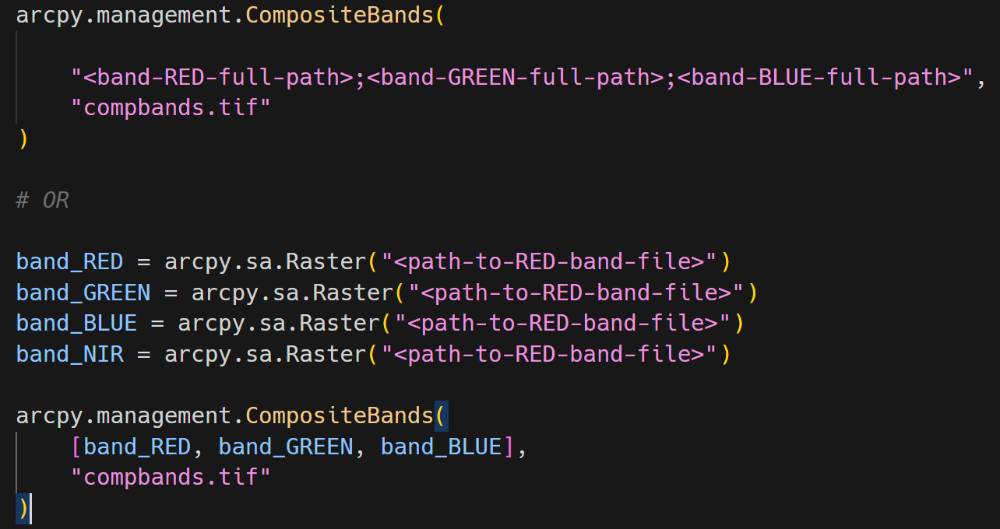 arcpy.management.CompositeBands(
"<band-RED-full-path>;<band-GREEN-full-path>;<band-BLUE-full-path>",
"compbands.tif"
)
# OR
band_RED = arcpy.sa.Raster("<path-to-RED-band-file>")
band_GREEN = arcpy.sa.Raster("<path-to-RED-band-file>")
band_BLUE = arcpy.sa.Raster("<path-to-RED-band-file>")
band_NIR = arcpy.sa.Raster("<path-to-RED-band-file>")
arcpy.management.CompositeBands(
[band_RED, band_GREEN, band_BLUE],
"compbands.tif"
)